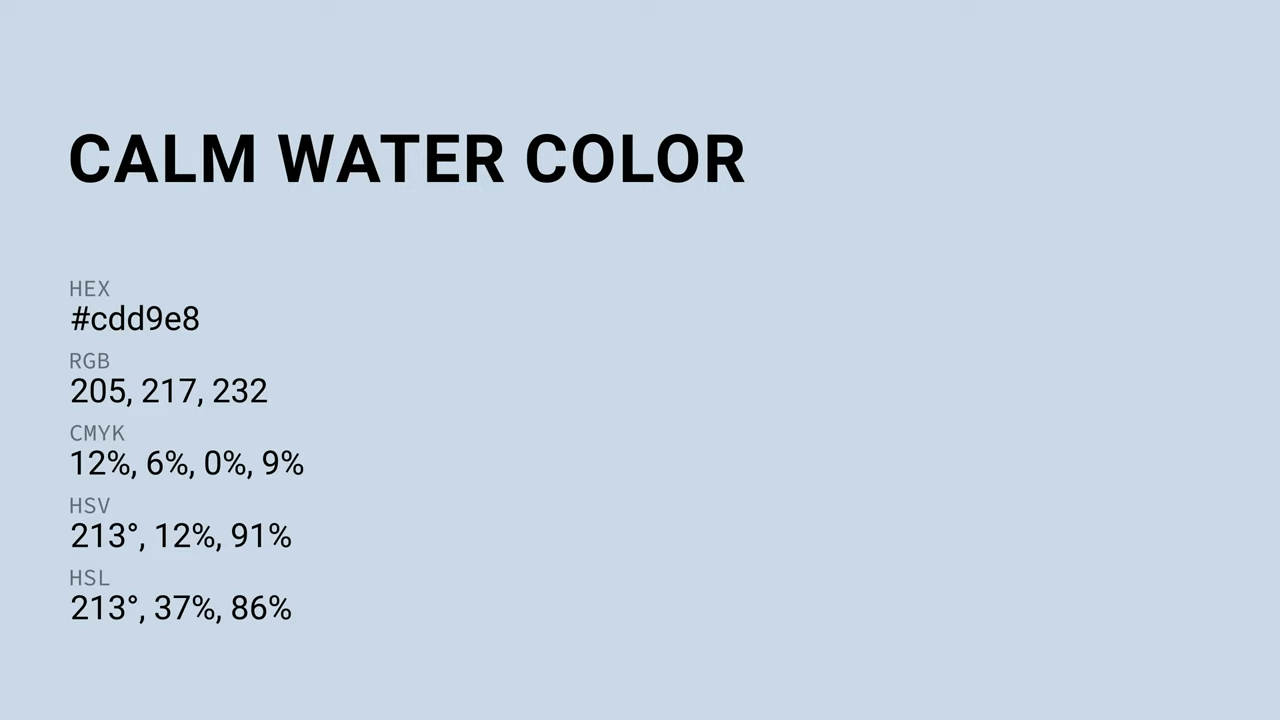 CALM WATER COLOR
HEX
#cdd9e8
RGB
205, 217, 232
CMYK
12%, 6%, 0%, 9%
HSV
213°, 12%, 91%
HSL
213°, 37%, 86%